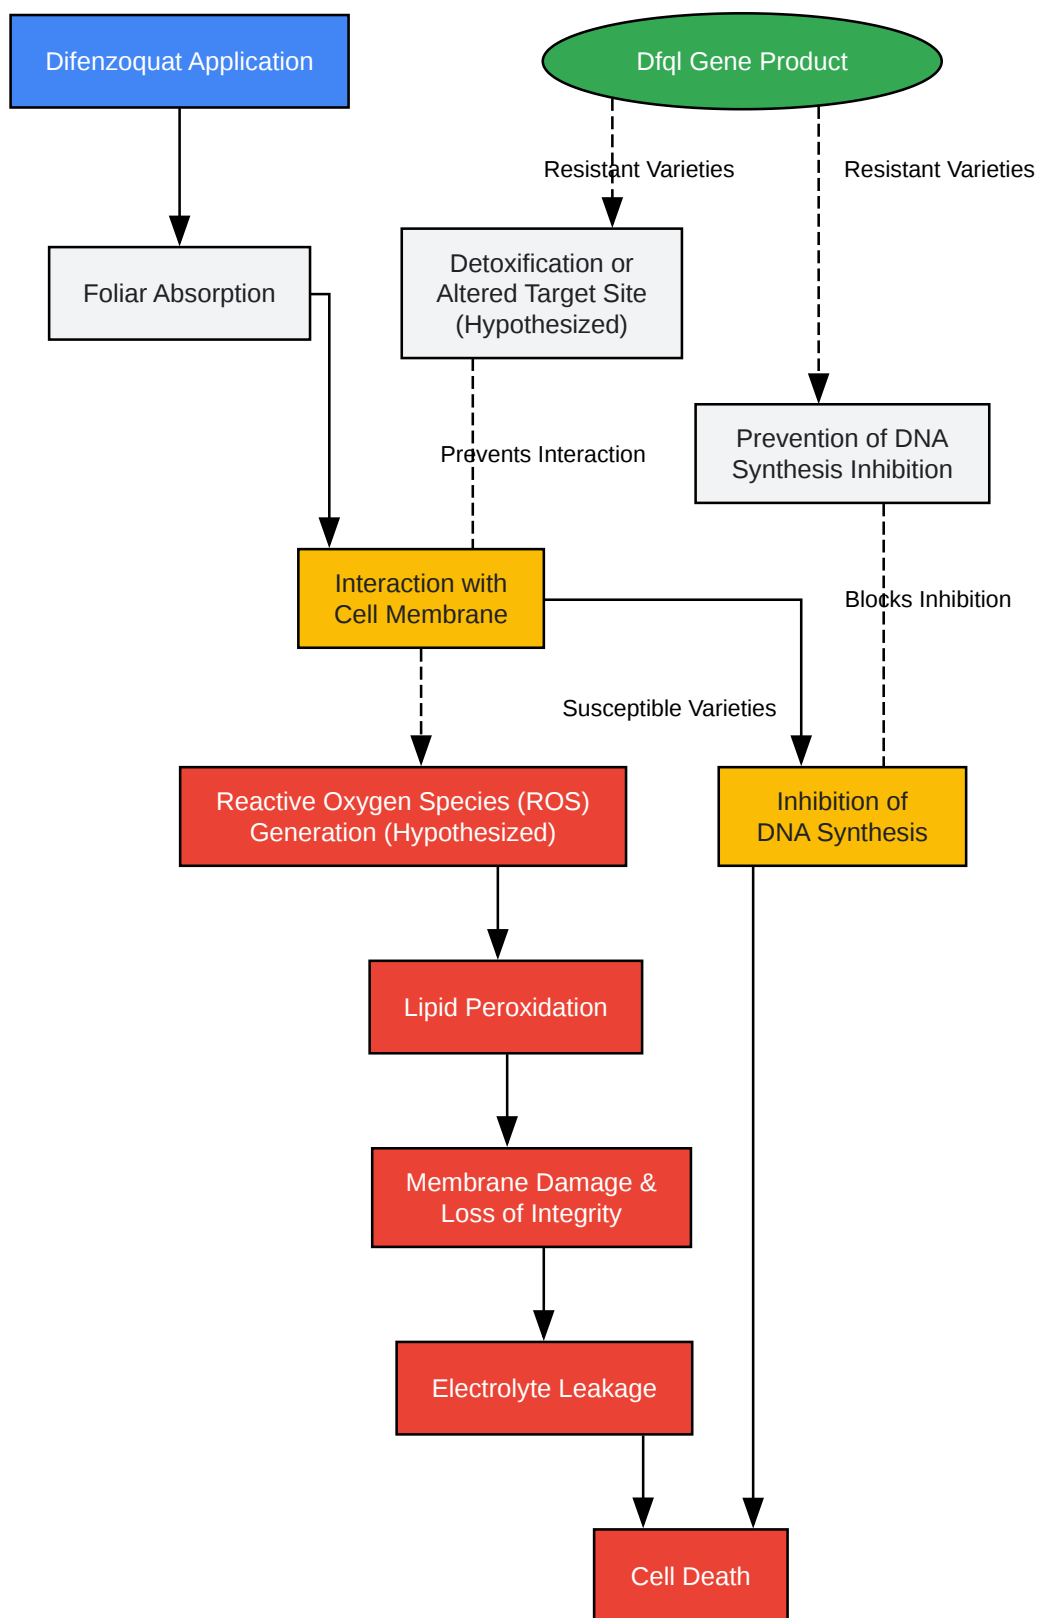 Difenzoquat Application
Dfql Gene Product
Resistant Varieties
Resistant Varieties
Foliar Absorption
Detoxification or
Altered Target Site
(Hypothesized)
Prevention of DNA
Synthesis Inhibition
Prevents Interaction
Interaction with
Cell Membrane
Blocks Inhibition
Susceptible Varieties
Reactive Oxygen Species (ROS)
Generation (Hypothesized)
Inhibition of
DNA Synthesis
Lipid Peroxidation
Membrane Damage &
Loss of Integrity
Electrolyte Leakage
Cell Death